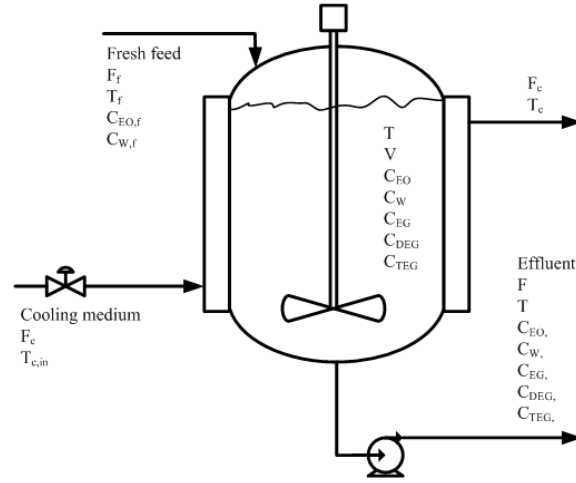 Fresh feed
F_f
T_f
C_EO,f
C_W,f
F_c
T_c
T
V
C_EO
C_W
C_EG
C_DEG
C_TEG
Cooling medium
F_c
T_c,in
Effluent
F
T
C_EO,
C_W,
C_EG,
C_DEG,
C_TEG,